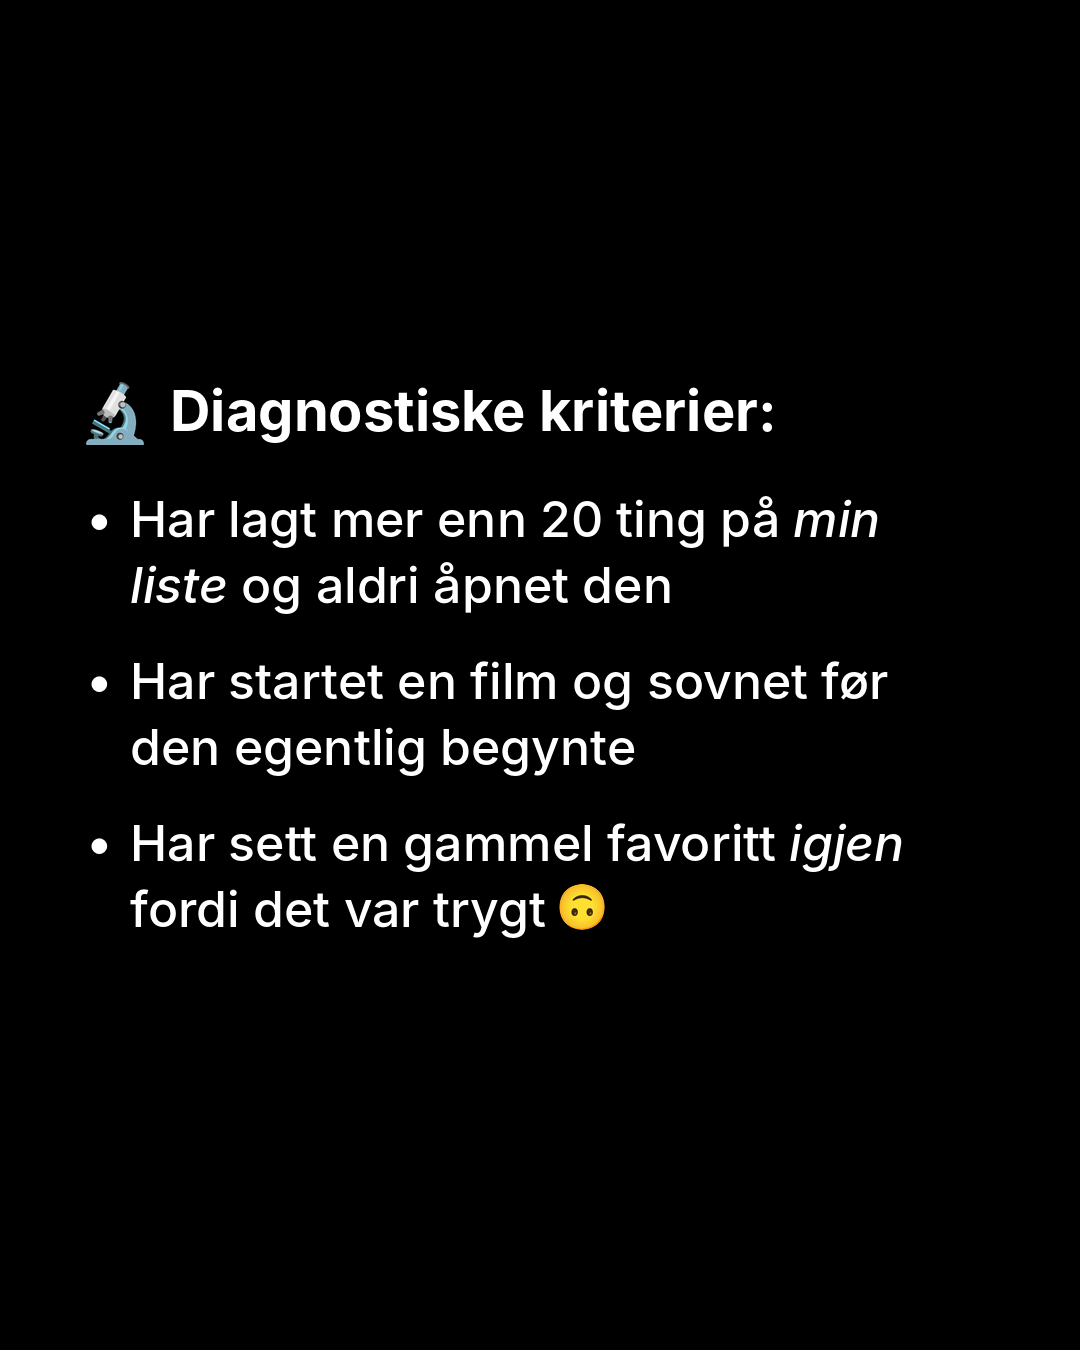 🔬 Diagnostiske kriterier:
• Har lagt mer enn 20 ting på min
liste og aldri åpnet den
• Har startet en film og sovnet før
den egentlig begynte
• Har sett en gammel favoritt igjen
fordi det var trygt 🙃